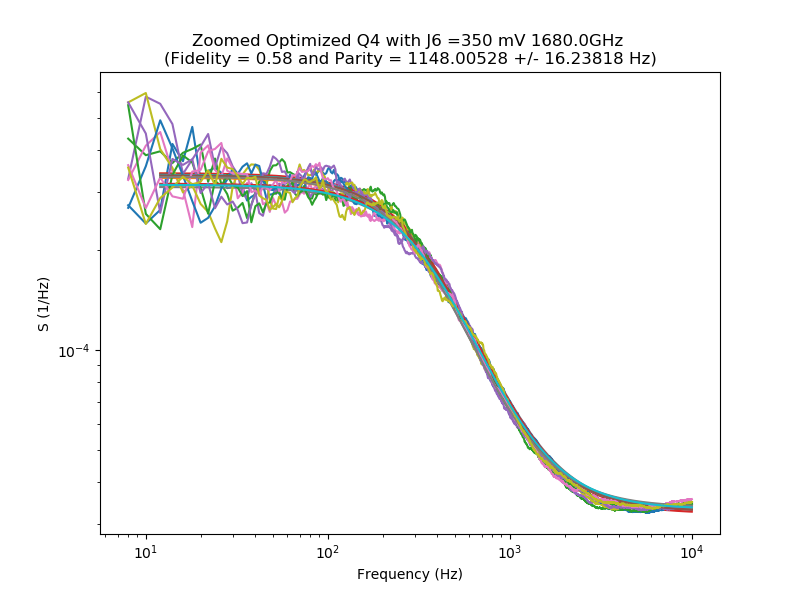 Zoomed Optimized Q4 with J6 =350 mV 1680.0GHz
(Fidelity = 0.58 and Parity = 1148.00528 +/- 16.23818 Hz)
S (1/Hz)
10⁻⁴
10¹ 10² 10³ 10⁴
Frequency (Hz)